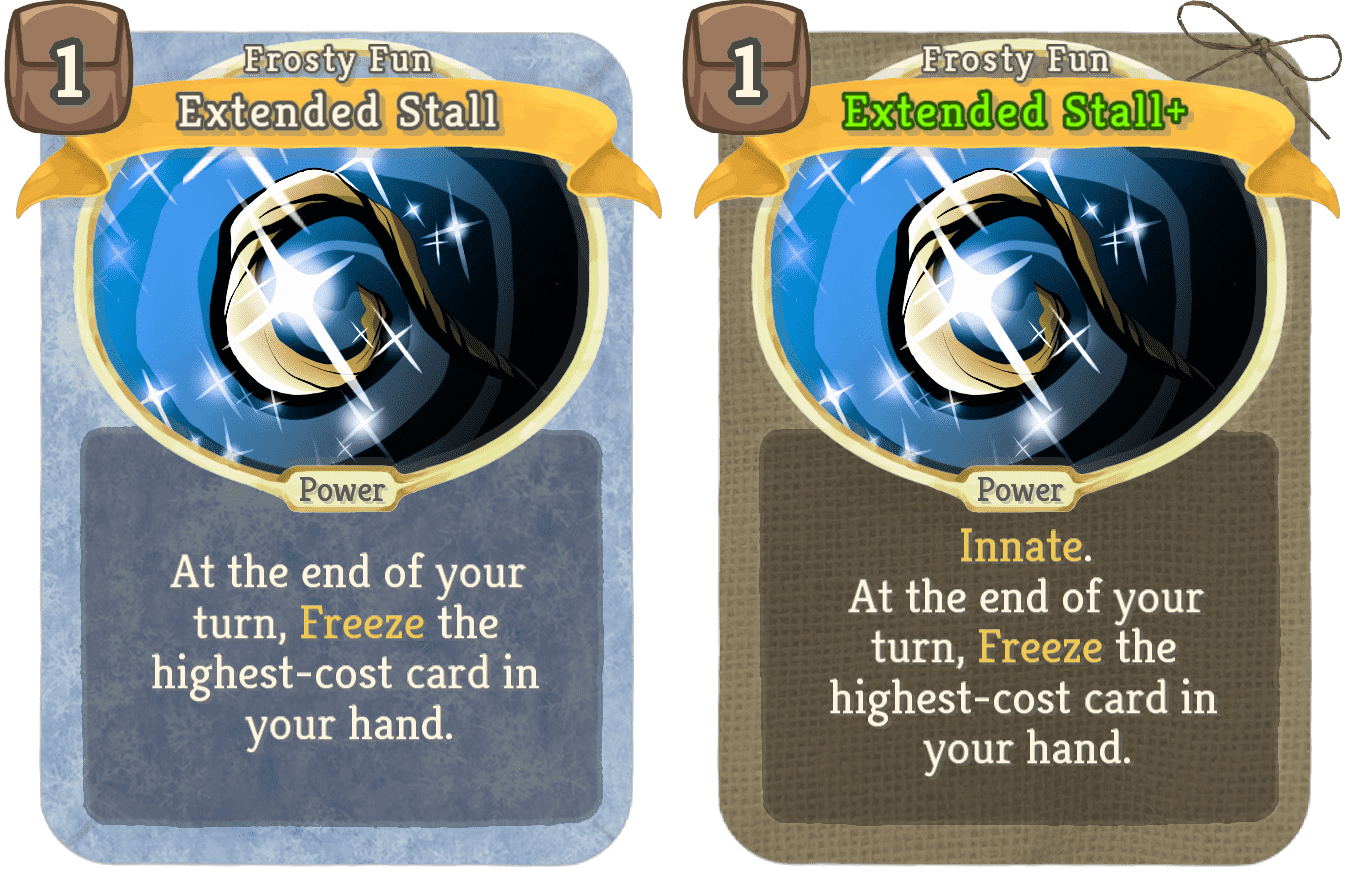 1
Frosty Fun
Extended Stall
Power
At the end of your
turn, Freeze the
highest-cost card in
your hand.
1
Frosty Fun
Extended Stall+
Power
Innate.
At the end of your
turn, Freeze the
highest-cost card in
your hand.